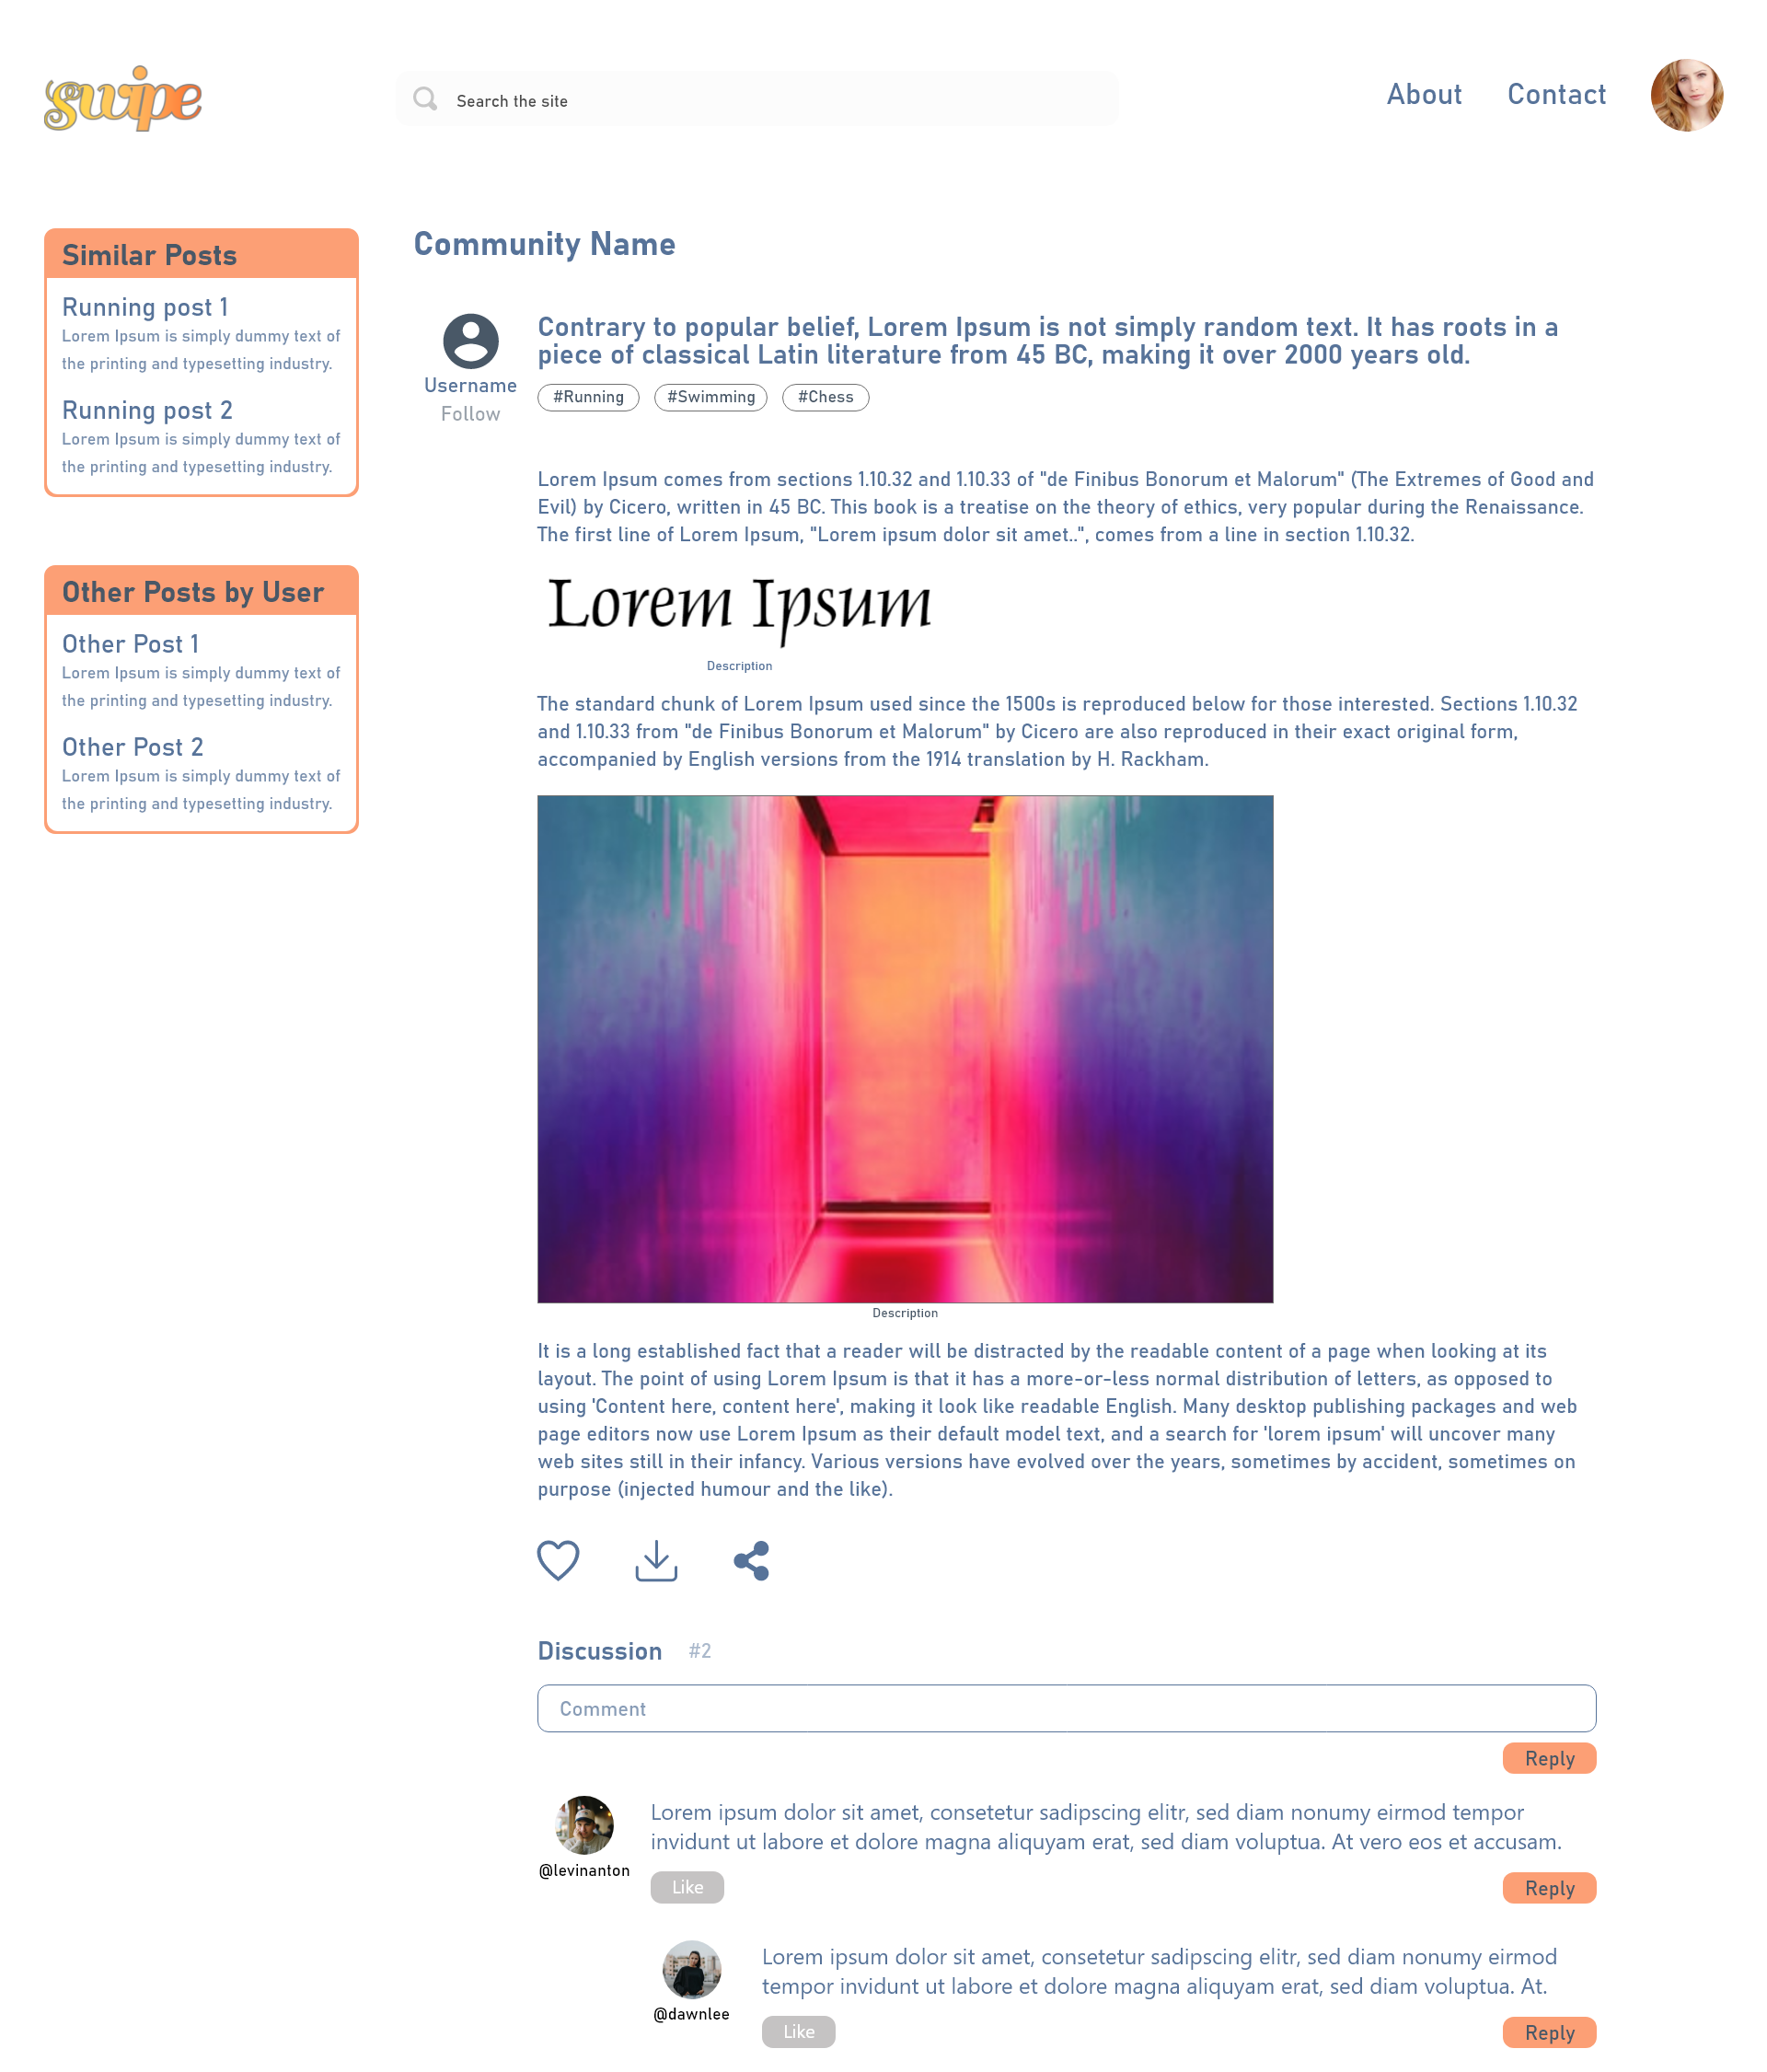 swipe
Search the site
About
Contact
Similar Posts
Running post 1
Lorem Ipsum is simply dummy text of
the printing and typesetting industry.
Running post 2
Lorem Ipsum is simply dummy text of
the printing and typesetting industry.
Other Posts by User
Other Post 1
Lorem Ipsum is simply dummy text of
the printing and typesetting industry.
Other Post 2
Lorem Ipsum is simply dummy text of
the printing and typesetting industry.
Community Name
Username
Follow
Contrary to popular belief, Lorem Ipsum is not simply random text. It has roots in a
piece of classical Latin literature from 45 BC, making it over 2000 years old.
#Running
#Swimming
#Chess
Lorem Ipsum comes from sections 1.10.32 and 1.10.33 of "de Finibus Bonorum et Malorum" (The Extremes of Good and
Evil) by Cicero, written in 45 BC. This book is a treatise on the theory of ethics, very popular during the Renaissance.
The first line of Lorem Ipsum, "Lorem ipsum dolor sit amet..", comes from a line in section 1.10.32.
Lorem Ipsum
Description
The standard chunk of Lorem Ipsum used since the 1500s is reproduced below for those interested. Sections 1.10.32
and 1.10.33 from "de Finibus Bonorum et Malorum" by Cicero are also reproduced in their exact original form,
accompanied by English versions from the 1914 translation by H. Rackham.
Description
It is a long established fact that a reader will be distracted by the readable content of a page when looking at its
layout. The point of using Lorem Ipsum is that it has a more-or-less normal distribution of letters, as opposed to
using 'Content here, content here', making it look like readable English. Many desktop publishing packages and web
page editors now use Lorem Ipsum as their default model text, and a search for 'lorem ipsum' will uncover many
web sites still in their infancy. Various versions have evolved over the years, sometimes by accident, sometimes on
purpose (injected humour and the like).
Discussion
#2
Comment
Reply
@levinanton
Lorem ipsum dolor sit amet, consetetur sadipscing elitr, sed diam nonumy eirmod tempor
invidunt ut labore et dolore magna aliquyam erat, sed diam voluptua. At vero eos et accusam.
Like
Reply
@dawnlee
Lorem ipsum dolor sit amet, consetetur sadipscing elitr, sed diam nonumy eirmod
tempor invidunt ut labore et dolore magna aliquyam erat, sed diam voluptua. At.
Like
Reply